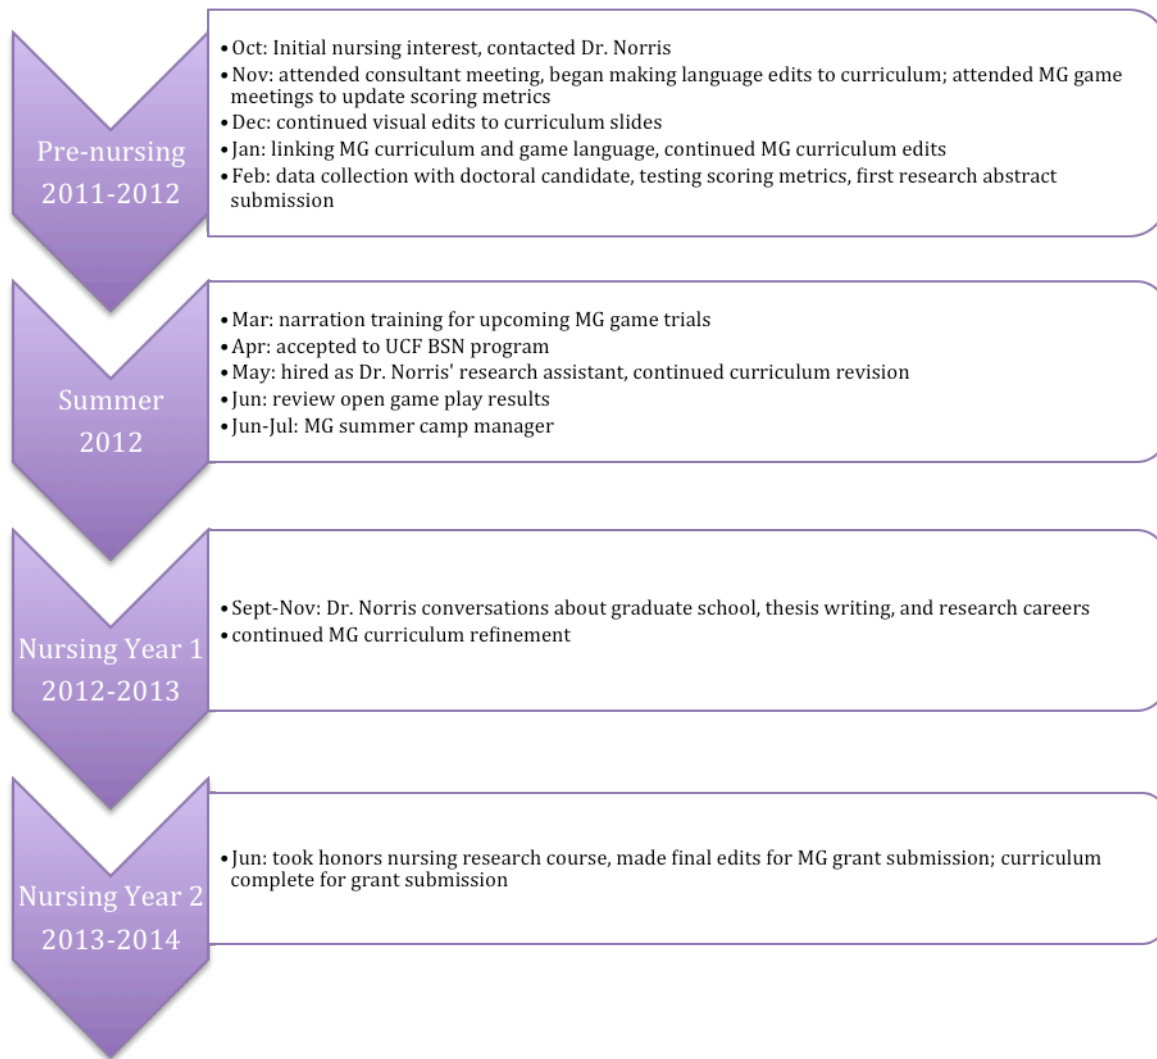 Pre-nursing
2011-2012
•Oct: Initial nursing interest, contacted Dr. Norris
•Nov: attended consultant meeting, began making language edits to curriculum; attended MG game
meetings to update scoring metrics
•Dec: continued visual edits to curriculum slides
•Jan: linking MG curriculum and game language, continued MG curriculum edits
•Feb: data collection with doctoral candidate, testing scoring metrics, first research abstract
submission
Summer
2012
•Mar: narration training for upcoming MG game trials
•Apr: accepted to UCF BSN program
•May: hired as Dr. Norris' research assistant, continued curriculum revision
•Jun: review open game play results
•Jun-Jul: MG summer camp manager
Nursing Year 1
2012-2013
•Sept-Nov: Dr. Norris conversations about graduate school, thesis writing, and research careers
•continued MG curriculum refinement
Nursing Year 2
2013-2014
•Jun: took honors nursing research course, made final edits for MG grant submission; curriculum
complete for grant submission